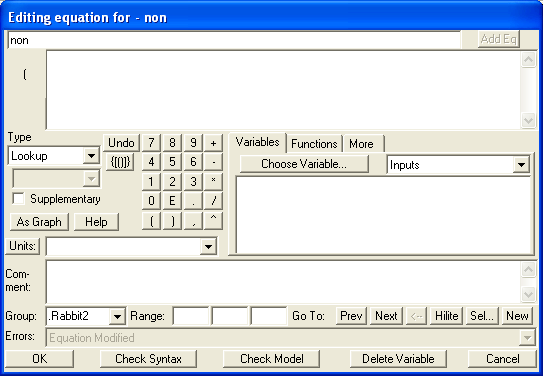 Editing equation for - non
non
Add Eq
(
Type
Undo
7 8 9 +
Variables Functions More
Lookup
{[()]}
4 5 6 -
Choose Variable...
Inputs
1 2 3 *
Supplementary
0 E . /
As Graph
Help
( ) , ^
Units:
Com-
ment:
Group:
.Rabbit2
Range:
Go To:
Prev
Next
<--
Hilite
Sel...
New
Errors:
Equation Modified
OK
Check Syntax
Check Model
Delete Variable
Cancel